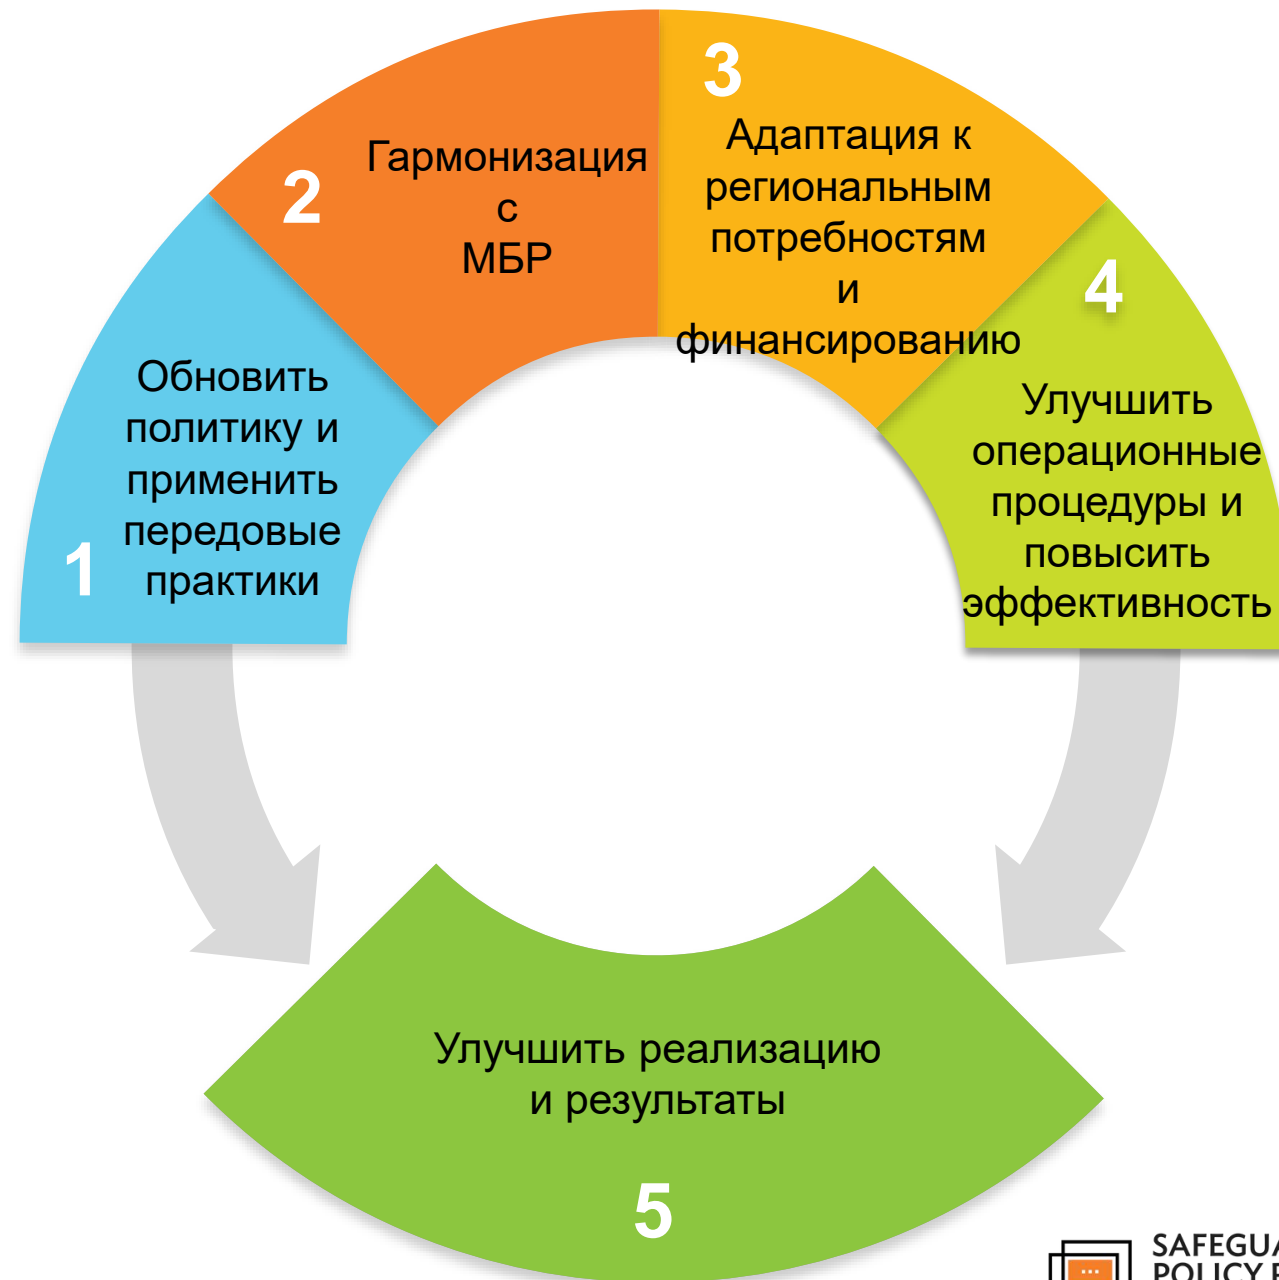 1
Обновить
политику и
применить
передовые
практики
2
Гармонизация
с
МБР
3
Адаптация к
региональным
потребностям
и
финансированию
4
Улучшить
операционные
процедуры и
повысить
эффективность
Улучшить реализацию
и результаты
5